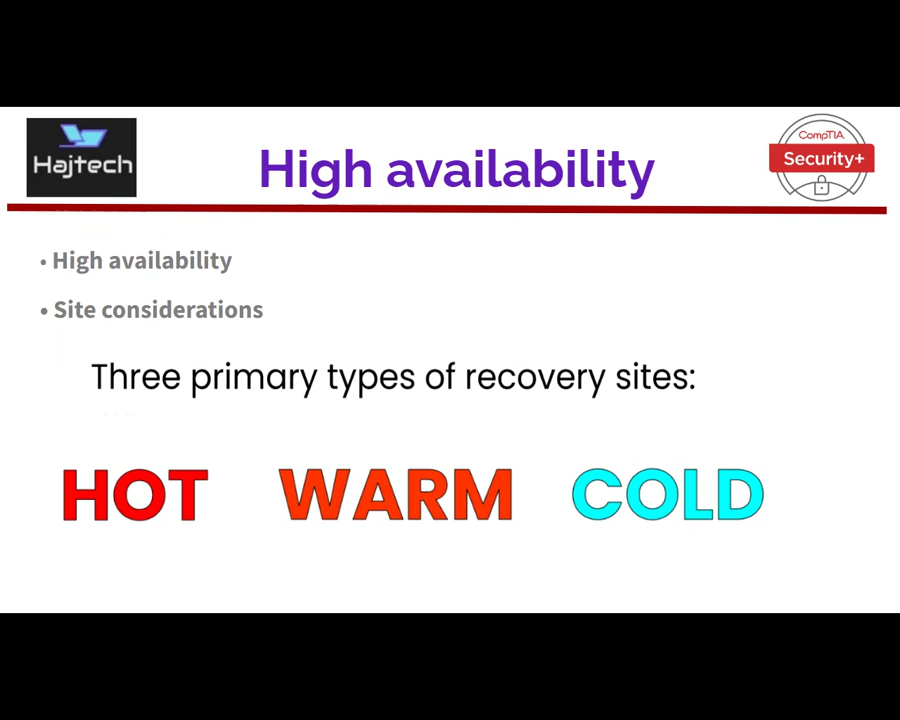 Hajtech
High availability
CompTIA
Security+
• High availability
• Site considerations
Three primary types of recovery sites:
HOT WARM COLD